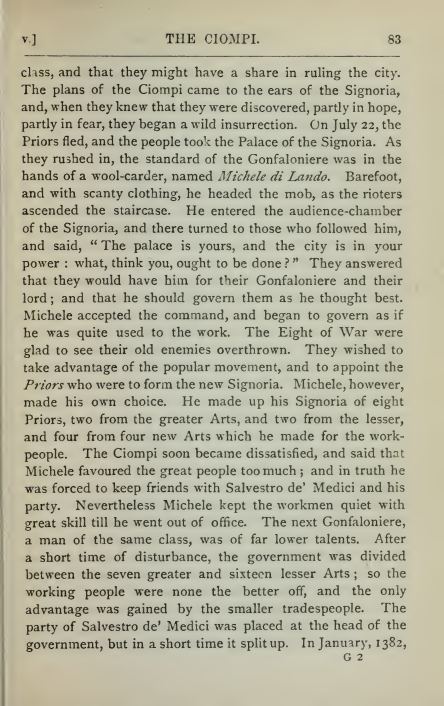 v.] THE CIOMPI. 83
class, and that they might have a share in ruling the city.
The plans of the Ciompi came to the ears of the Signoria,
and, when they knew that they were discovered, partly in hope,
partly in fear, they began a wild insurrection. On July 22, the
Priors fled, and the people took the Palace of the Signoria. As
they rushed in, the standard of the Gonfaloniere was in the
hands of a wool-carder, named Michele di Lando. Barefoot,
and with scanty clothing, he headed the mob, as the rioters
ascended the staircase. He entered the audience-chamber
of the Signoria, and there turned to those who followed him,
and said, “The palace is yours, and the city is in your
power : what, think you, ought to be done?” They answered
that they would have him for their Gonfaloniere and their
lord; and that he should govern them as he thought best.
Michele accepted the command, and began to govern as if
he was quite used to the work. The Eight of War were
glad to see their old enemies overthrown. They wished to
take advantage of the popular movement, and to appoint the
Priors who were to form the new Signoria. Michele, however,
made his own choice. He made up his Signoria of eight
Priors, two from the greater Arts, and two from the lesser,
and four from four new Arts which he made for the work-
people. The Ciompi soon became dissatisfied, and said that
Michele favoured the great people too much; and in truth he
was forced to keep friends with Salvestro de' Medici and his
party. Nevertheless Michele kept the workmen quiet with
great skill till he went out of office. The next Gonfaloniere,
a man of the same class, was of far lower talents. After
a short time of disturbance, the government was divided
between the seven greater and sixteen lesser Arts; so the
working people were none the better off, and the only
advantage was gained by the smaller tradespeople. The
party of Salvestro de' Medici was placed at the head of the
government, but in a short time it split up. In January, 1382,
G 2